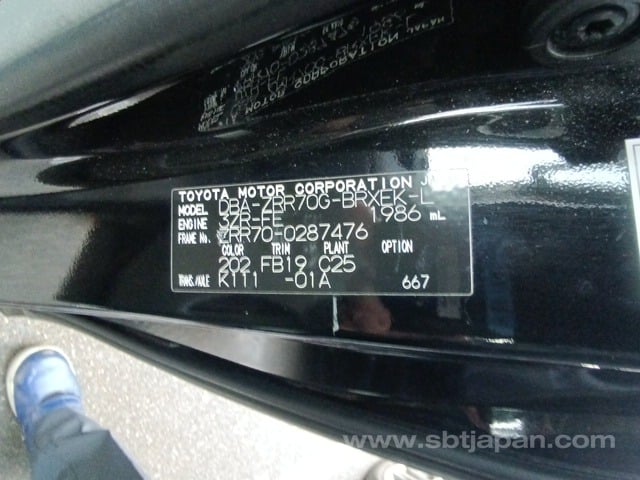 TOYOTA MOTOR CORPORATION
MODEL DBA-ZRR70G-BRXEK-L
ENGINE 3ZR-FE 1986 mL
FRAME No. ZRR70-0287476
COLOR TRIM PLANT OPTION
202 FB19 C25
TRANS./AXLE K111 -01A 667
www.sbtjapan.com